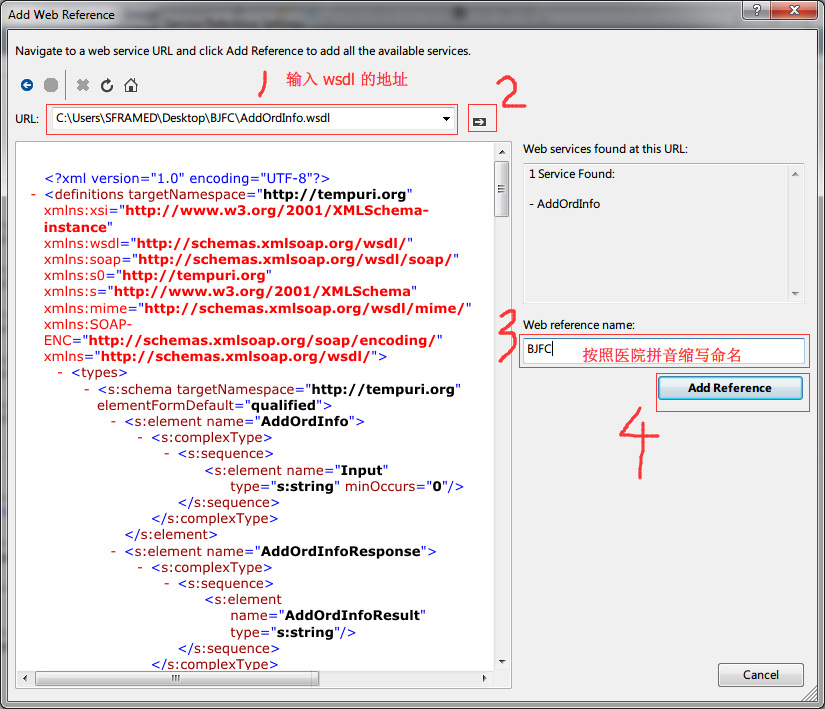 Add Web Reference
Navigate to a web service URL and click Add Reference to add all the available services.
1 输入 wsdl 的地址
2
URL: C:\Users\SFRAMED\Desktop\BJFC\AddOrdInfo.wsdl
<?xml version="1.0" encoding="UTF-8"?>
- <definitions targetNamespace="http://tempuri.org"
xmlns:xsi="http://www.w3.org/2001/XMLSchema-
instance"
xmlns:wsdl="http://schemas.xmlsoap.org/wsdl/"
xmlns:soap="http://schemas.xmlsoap.org/wsdl/soap/"
xmlns:s0="http://tempuri.org"
xmlns:s="http://www.w3.org/2001/XMLSchema"
xmlns:mime="http://schemas.xmlsoap.org/wsdl/mime/"
xmlns:SOAP-
ENC="http://schemas.xmlsoap.org/soap/encoding/"
xmlns="http://schemas.xmlsoap.org/wsdl/">
- <types>
- <s:schema targetNamespace="http://tempuri.org"
elementFormDefault="qualified">
- <s:element name="AddOrdInfo">
- <s:complexType>
- <s:sequence>
<s:element name="Input"
type="s:string" minOccurs="0"/>
</s:sequence>
</s:complexType>
</s:element>
- <s:element name="AddOrdInfoResponse">
- <s:complexType>
- <s:sequence>
<s:element
name="AddOrdInfoResult"
type="s:string"/>
</s:sequence>
</s:complexType>
Web services found at this URL:
1 Service Found:
- AddOrdInfo
3
Web reference name:
BJFC 按照医院拼音缩写命名
Add Reference
4
Cancel